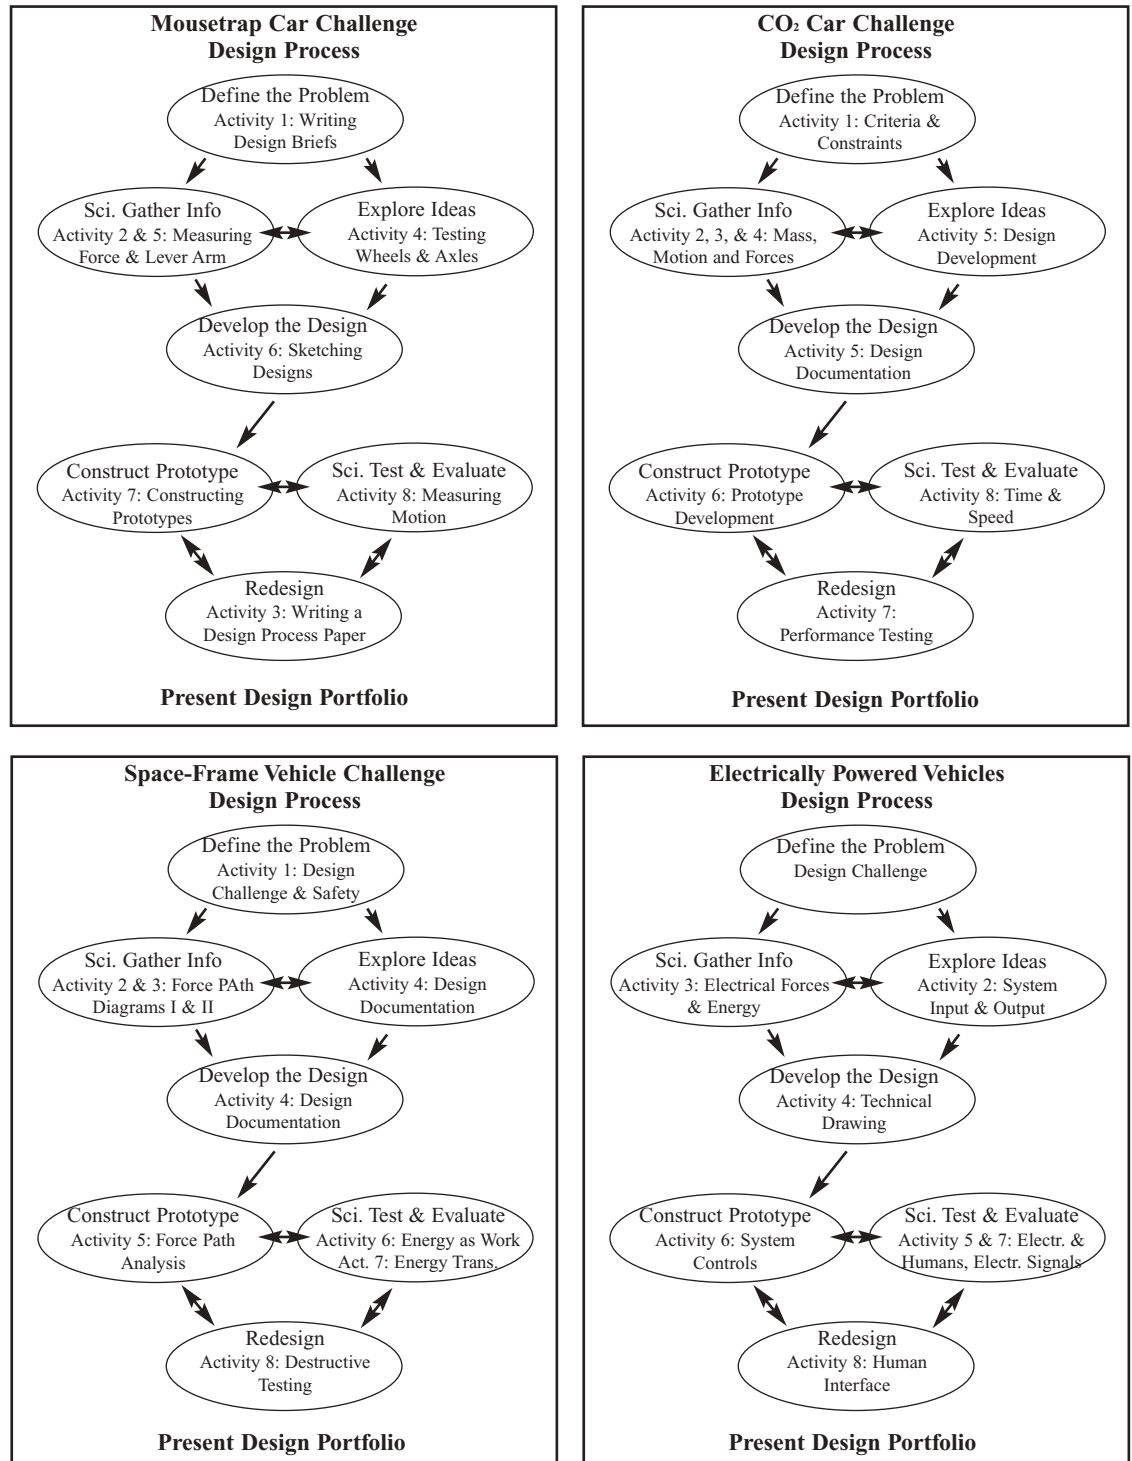 Mousetrap Car Challenge
Design Process
Define the Problem
Activity 1: Writing
Design Briefs
Sci. Gather Info
Activity 2 & 5: Measuring
Force & Lever Arm
Explore Ideas
Activity 4: Testing
Wheels & Axles
Develop the Design
Activity 6: Sketching
Designs
Construct Prototype
Activity 7: Constructing
Prototypes
Sci. Test & Evaluate
Activity 8: Measuring
Motion
Redesign
Activity 3: Writing a
Design Process Paper
Present Design Portfolio
CO₂ Car Challenge
Design Process
Define the Problem
Activity 1: Criteria &
Constraints
Sci. Gather Info
Activity 2, 3, & 4: Mass,
Motion and Forces
Explore Ideas
Activity 5: Design
Development
Develop the Design
Activity 5: Design
Documentation
Construct Prototype
Activity 6: Prototype
Development
Sci. Test & Evaluate
Activity 8: Time &
Speed
Redesign
Activity 7:
Performance Testing
Present Design Portfolio
Space-Frame Vehicle Challenge
Design Process
Define the Problem
Activity 1: Design
Challenge & Safety
Sci. Gather Info
Activity 2 & 3: Force PAth
Diagrams I & II
Explore Ideas
Activity 4: Design
Documentation
Develop the Design
Activity 4: Design
Documentation
Construct Prototype
Activity 5: Force Path
Analysis
Sci. Test & Evaluate
Activity 6: Energy as Work
Act. 7: Energy Trans.
Redesign
Activity 8: Destructive
Testing
Present Design Portfolio
Electrically Powered Vehicles
Design Process
Define the Problem
Design Challenge
Sci. Gather Info
Activity 3: Electrical Forces
& Energy
Explore Ideas
Activity 2: System
Input & Output
Develop the Design
Activity 4: Technical
Drawing
Construct Prototype
Activity 6: System
Controls
Sci. Test & Evaluate
Activity 5 & 7: Electr. &
Humans, Electr. Signals
Redesign
Activity 8: Human
Interface
Present Design Portfolio